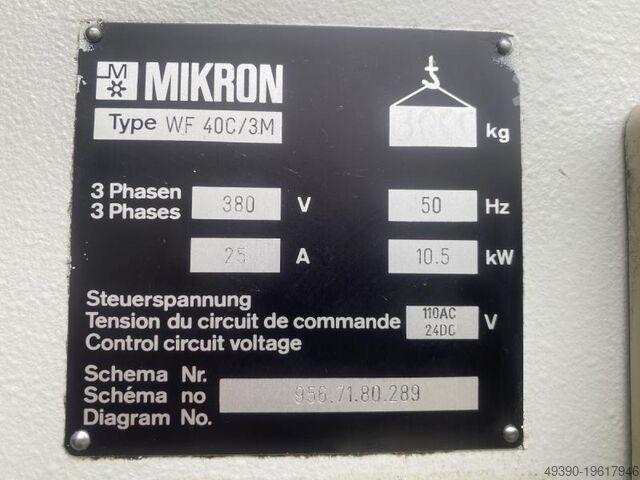 M MIKRON
Type WF 40C/3M
kg
3 Phasen
3 Phases 380 V 50 Hz
25 A 10.5 kW
Steuerspannung
Tension du circuit de commande 110AC 24DC V
Control circuit voltage
Schema Nr.
Schéma no 956.71.80.289
Diagram No.
49390-19617946